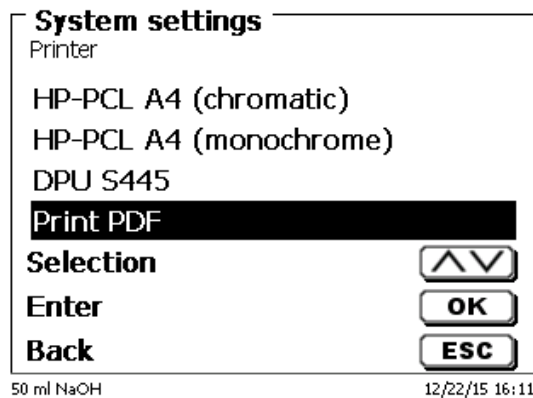 System settings
Printer
HP-PCL A4 (chromatic)
HP-PCL A4 (monochrome)
DPU S445
Print PDF
Selection
Enter OK
Back ESC
50 ml NaOH 12/22/15 16:11